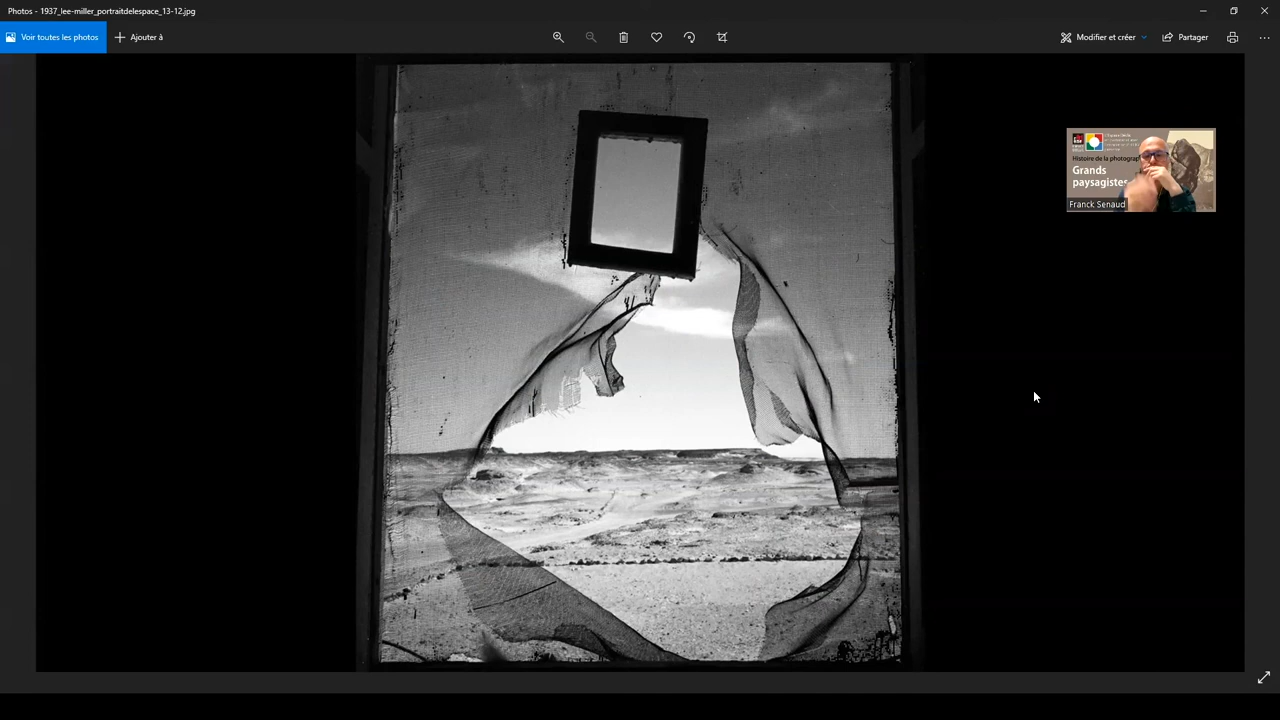 Photos - 1937_lee-miller_portraitdelespace_13-12.jpg
Voir toutes les photos
Ajouter à
Modifier et créer
Partager
Histoire de la photograp
Grands
paysagistes
Franck Senaud